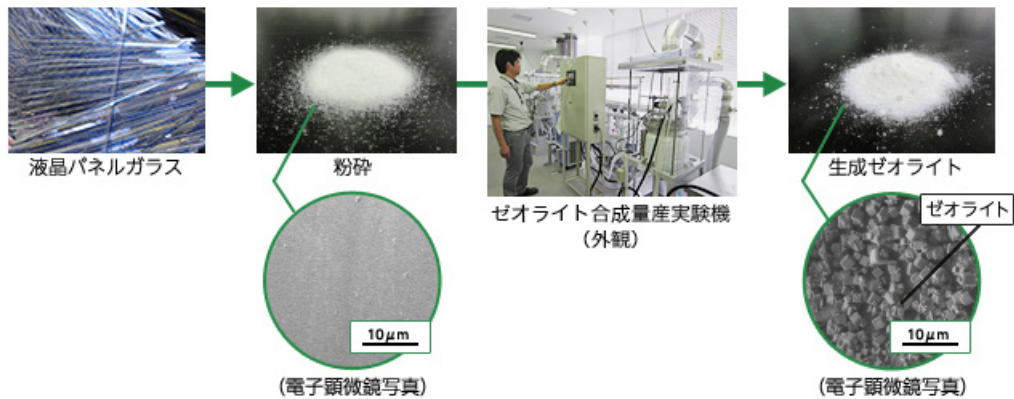 液晶パネルガラス
粉砕
ゼオライト合成量産実験機
（外観）
生成ゼオライト
ゼオライト
10μm
10μm
(電子顕微鏡写真)
(電子顕微鏡写真)